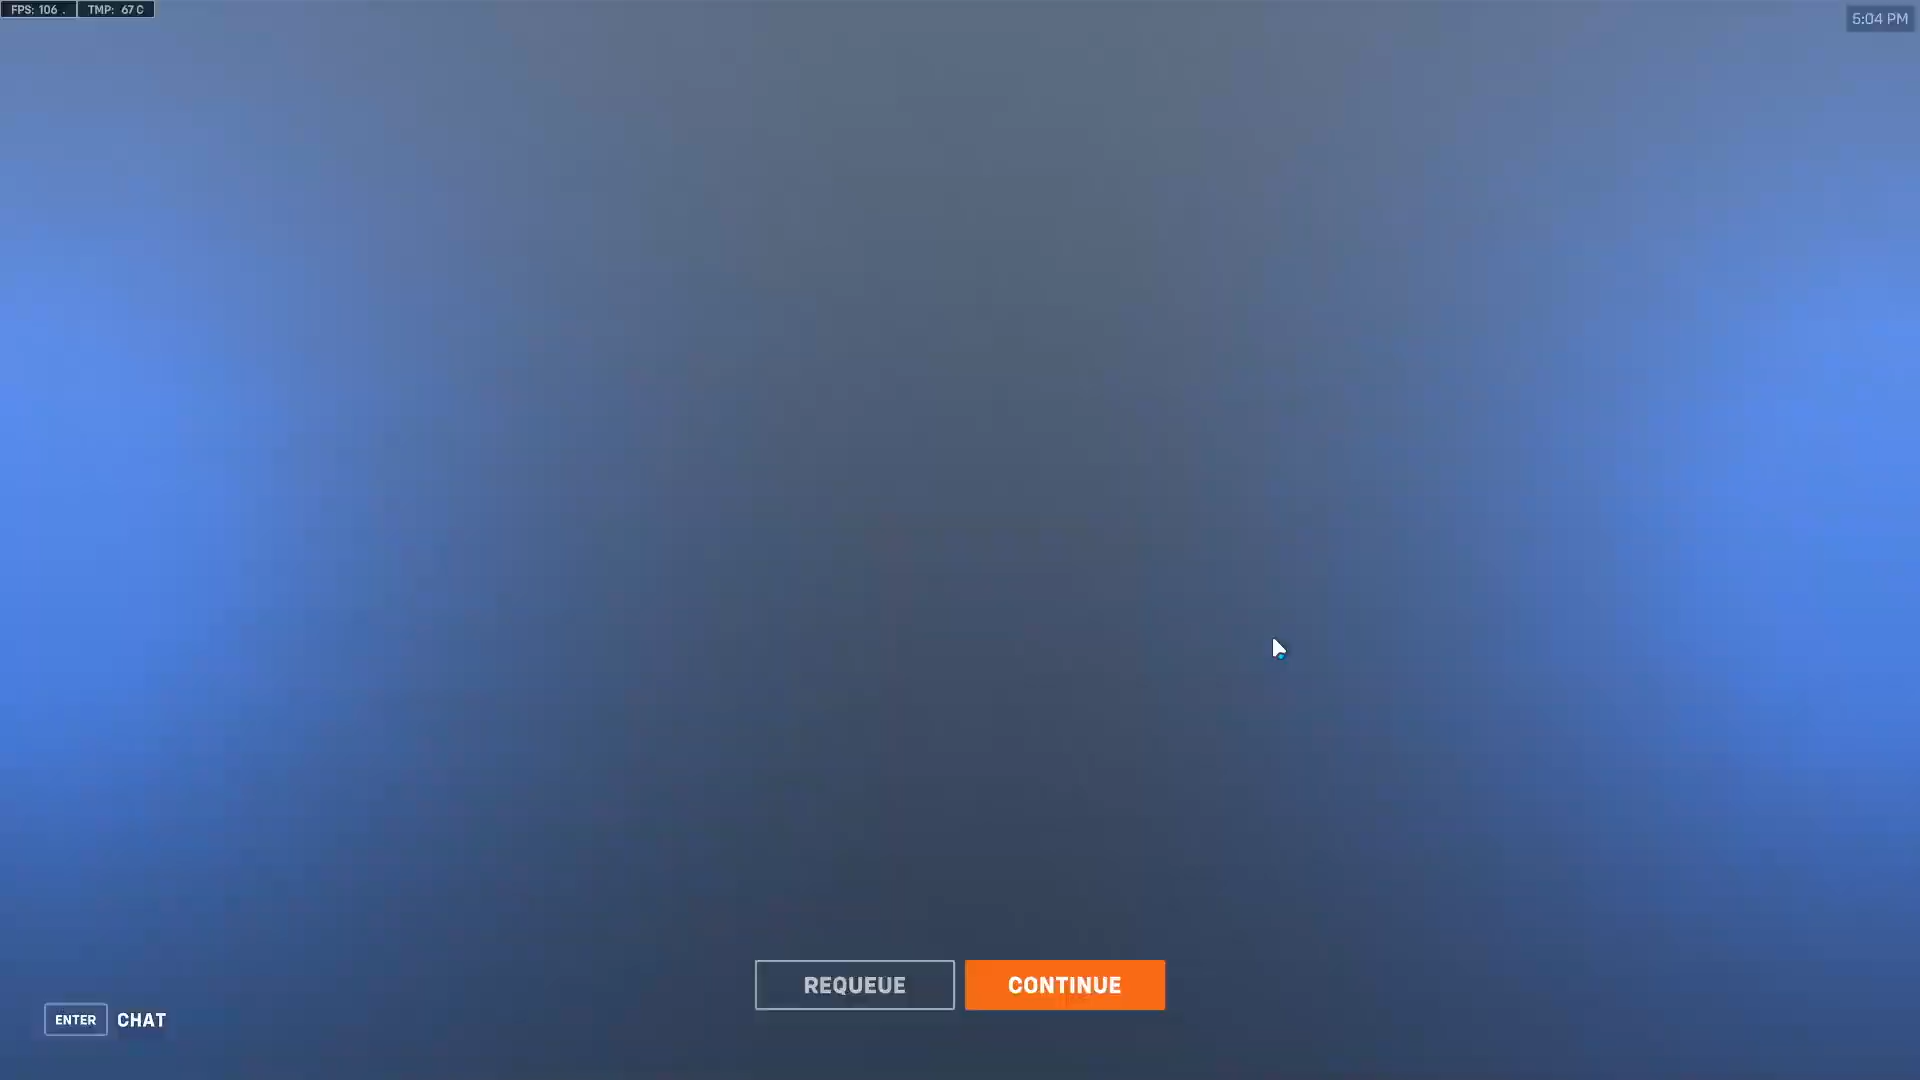 FPS: 106 . TMP: 67 C
5:04 PM
REQUEUE
CONTINUE
ENTER CHAT